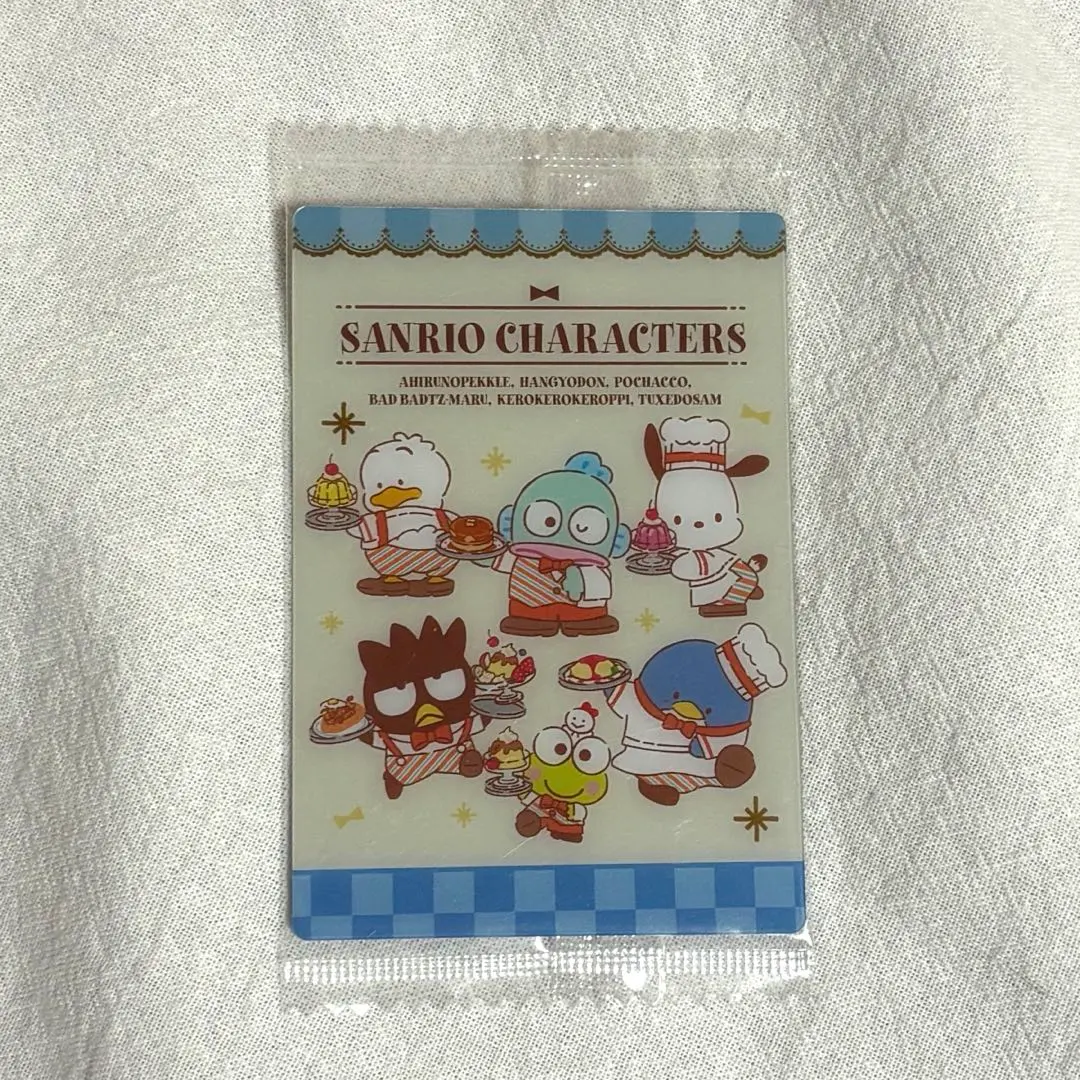 SANRIO CHARACTERS
AHIRUNOPEKKLE, HANGYODON, POCHACCO,
BAD BADTZ-MARU, KEROKEROKEROPPI, TUXEDOSAM